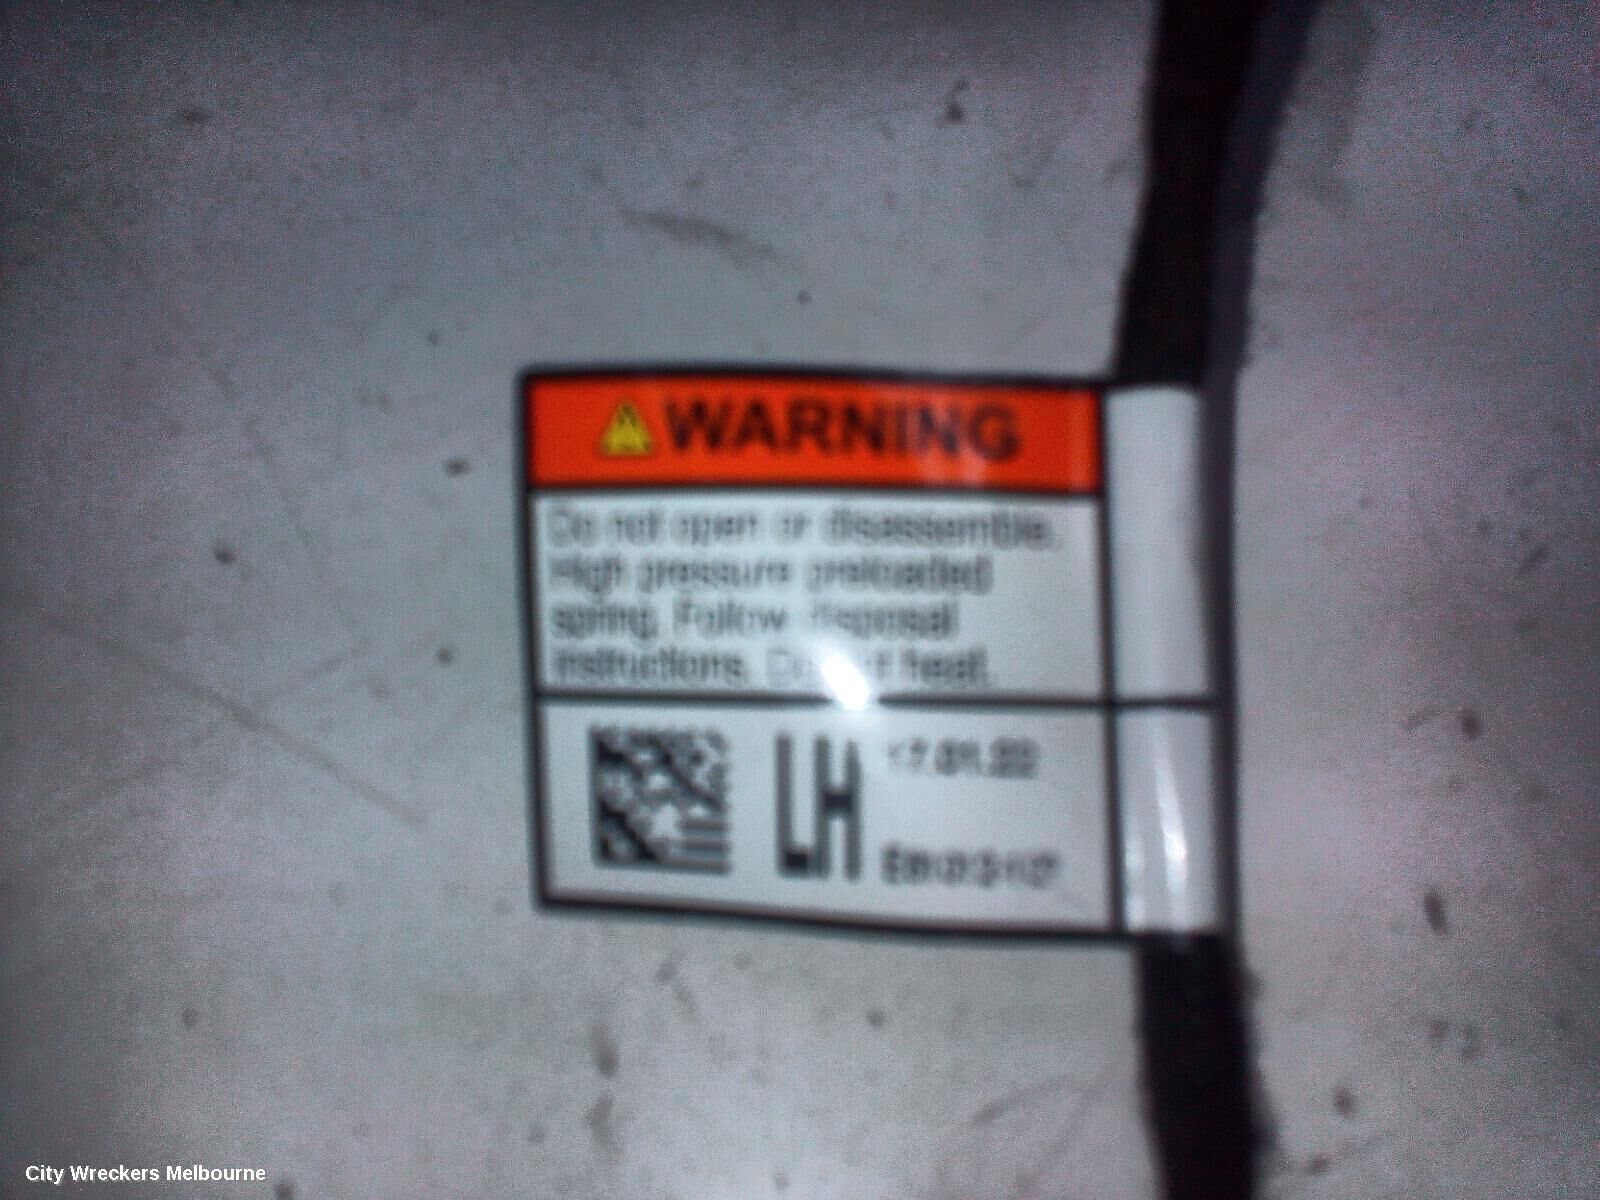 WARNING
Do not open or disassemble.
High pressure preloaded
spring. Follow disposal
instructions. Do not heat.
LH
City Wreckers Melbourne